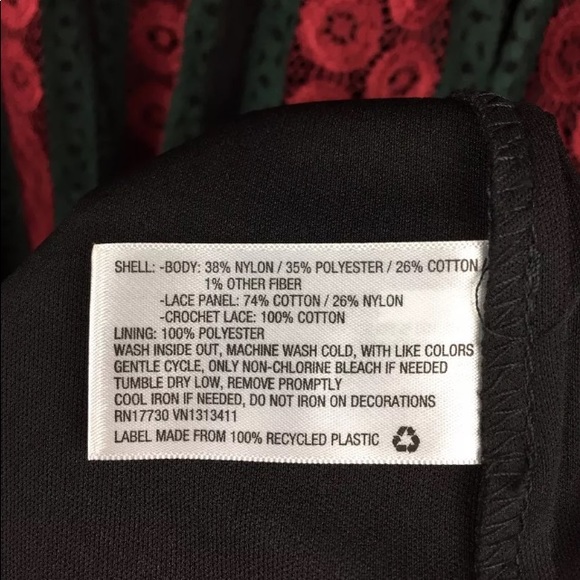 SHELL: -BODY: 38% NYLON / 35% POLYESTER / 26% COTTON
1% OTHER FIBER
-LACE PANEL: 74% COTTON / 26% NYLON
-CROCHET LACE: 100% COTTON
LINING: 100% POLYESTER
WASH INSIDE OUT, MACHINE WASH COLD, WITH LIKE COLORS
GENTLE CYCLE, ONLY NON-CHLORINE BLEACH IF NEEDED
TUMBLE DRY LOW, REMOVE PROMPTLY
COOL IRON IF NEEDED, DO NOT IRON ON DECORATIONS
RN17730 VN1313411
LABEL MADE FROM 100% RECYCLED PLASTIC